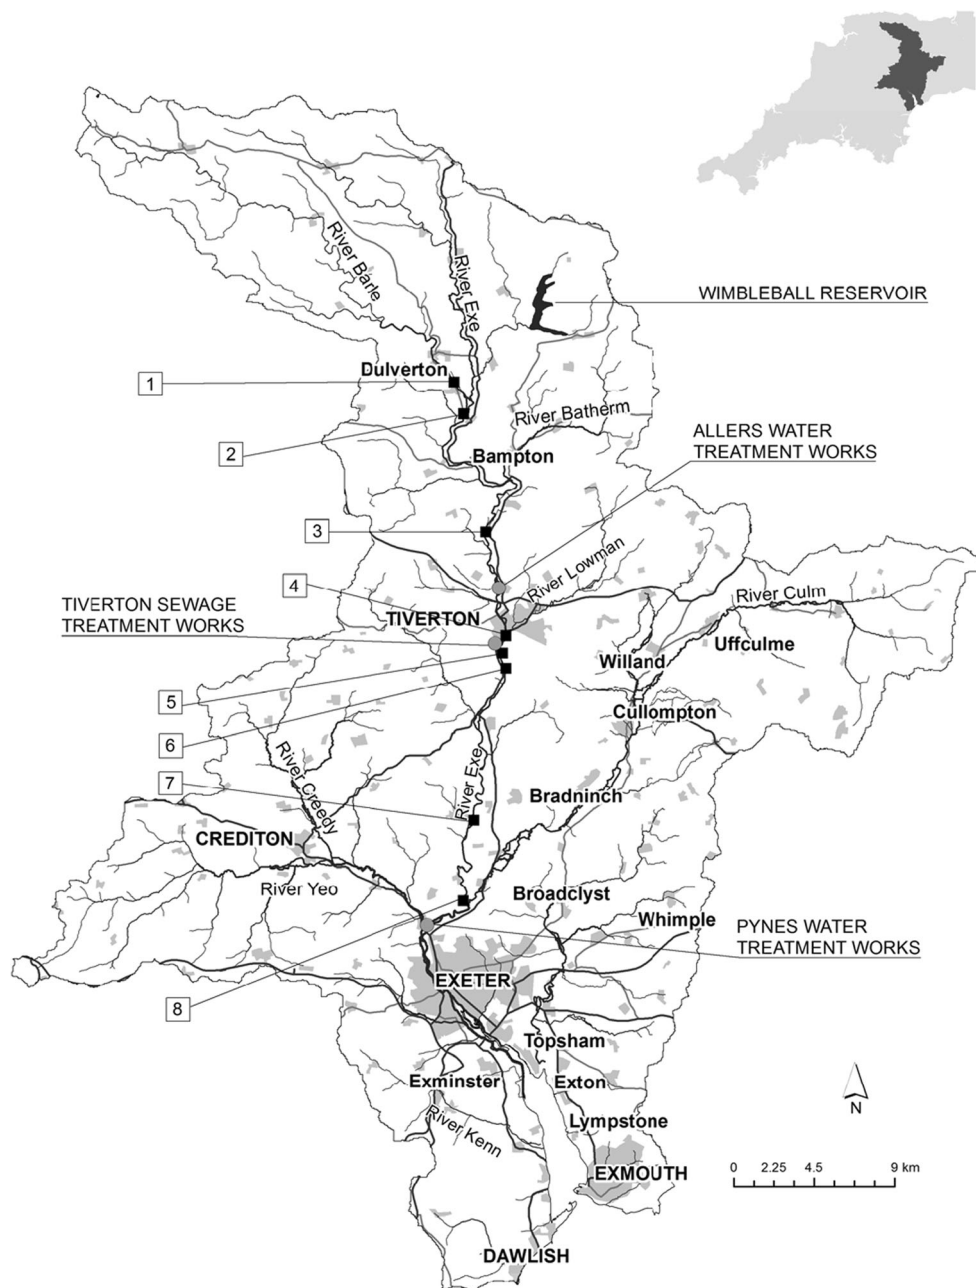 River Barle
River Exe
WIMBLEBALL RESERVOIR
Dulverton
1
River Batherm
2
ALLERS WATER
TREATMENT WORKS
Bampton
3
River Lowman
4
River Culm
TIVERTON SEWAGE
TREATMENT WORKS
TIVERTON
Uffculme
Willand
5
Cullompton
6
River Creedy
River Exe
7
Bradninch
CREDITON
River Yeo
Broadclyst
Whimple
PYNES WATER
TREATMENT WORKS
EXETER
8
Topsham
Exminster
Exton
N
River Kenn
Lympstone
0 2.25 4.5 9 km
EXMOUTH
DAWLISH